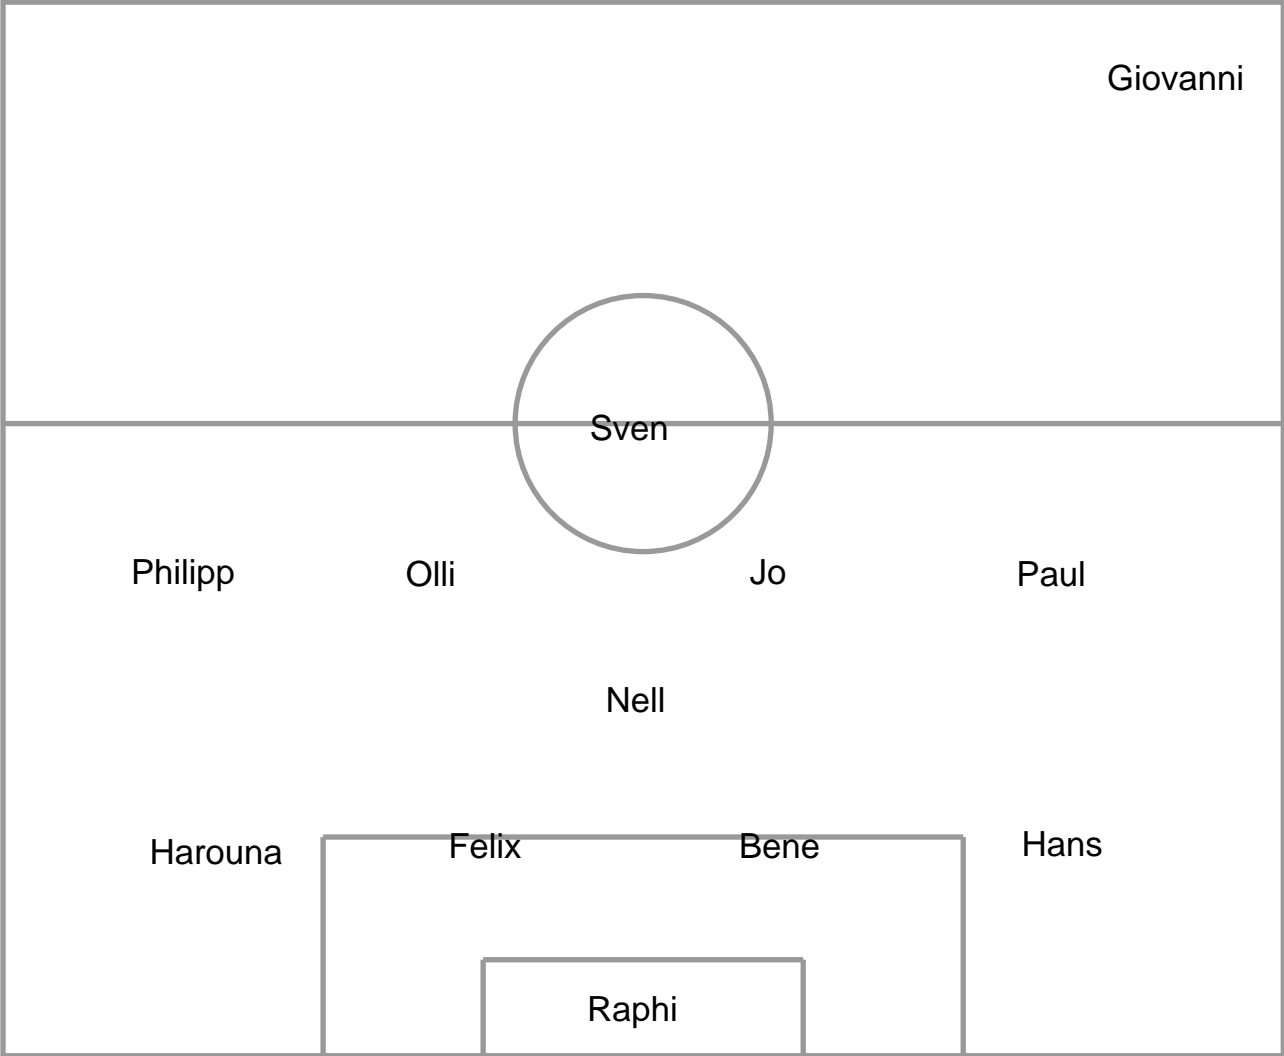 Giovanni
Sven
Philipp Olli Jo Paul
Nell
Harouna Felix Bene Hans
Raphi